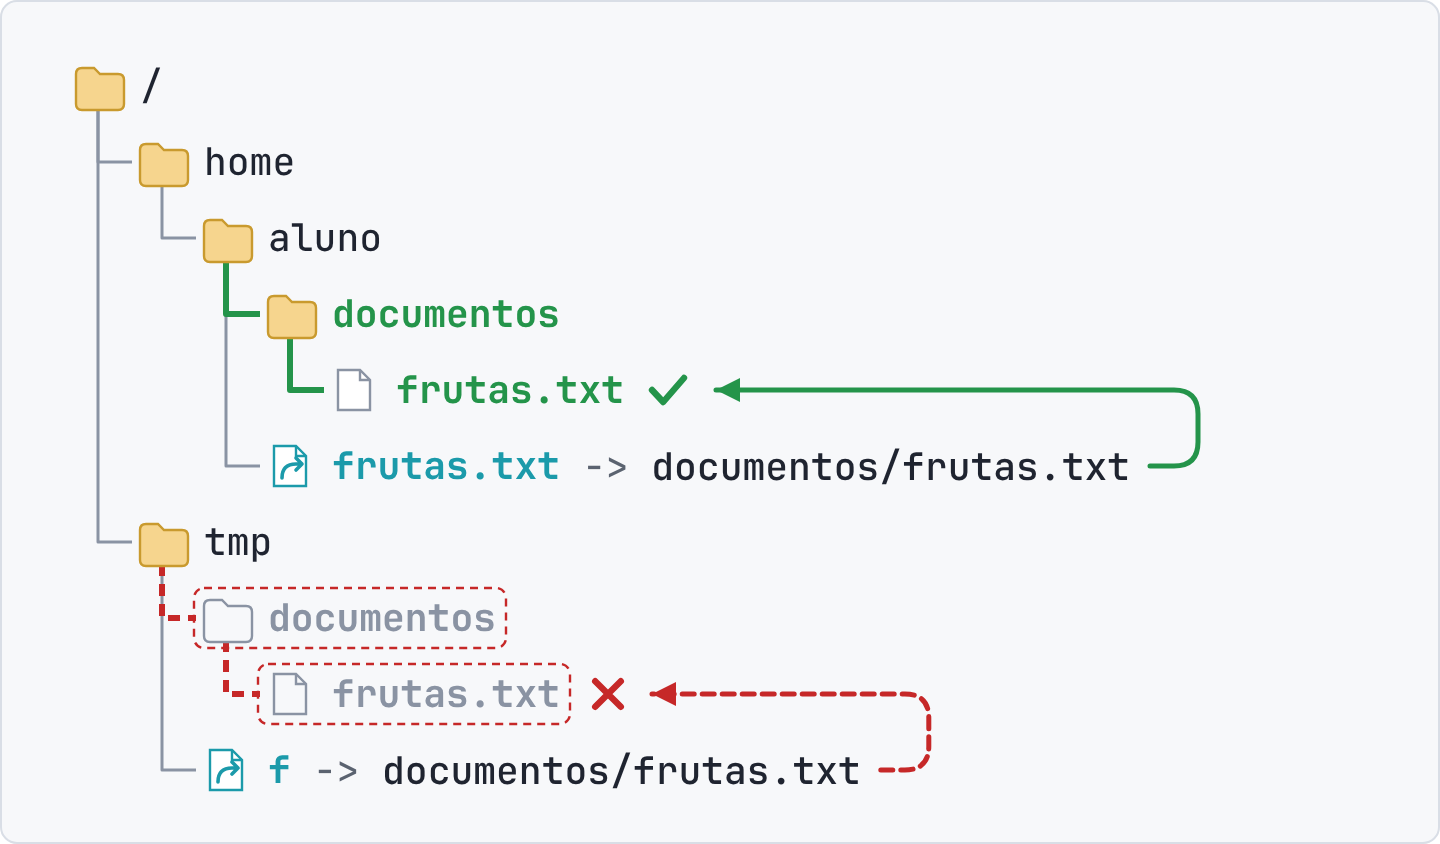 /
home
aluno
documentos
frutas.txt
frutas.txt -> documentos/frutas.txt
tmp
documentos
frutas.txt
f -> documentos/frutas.txt